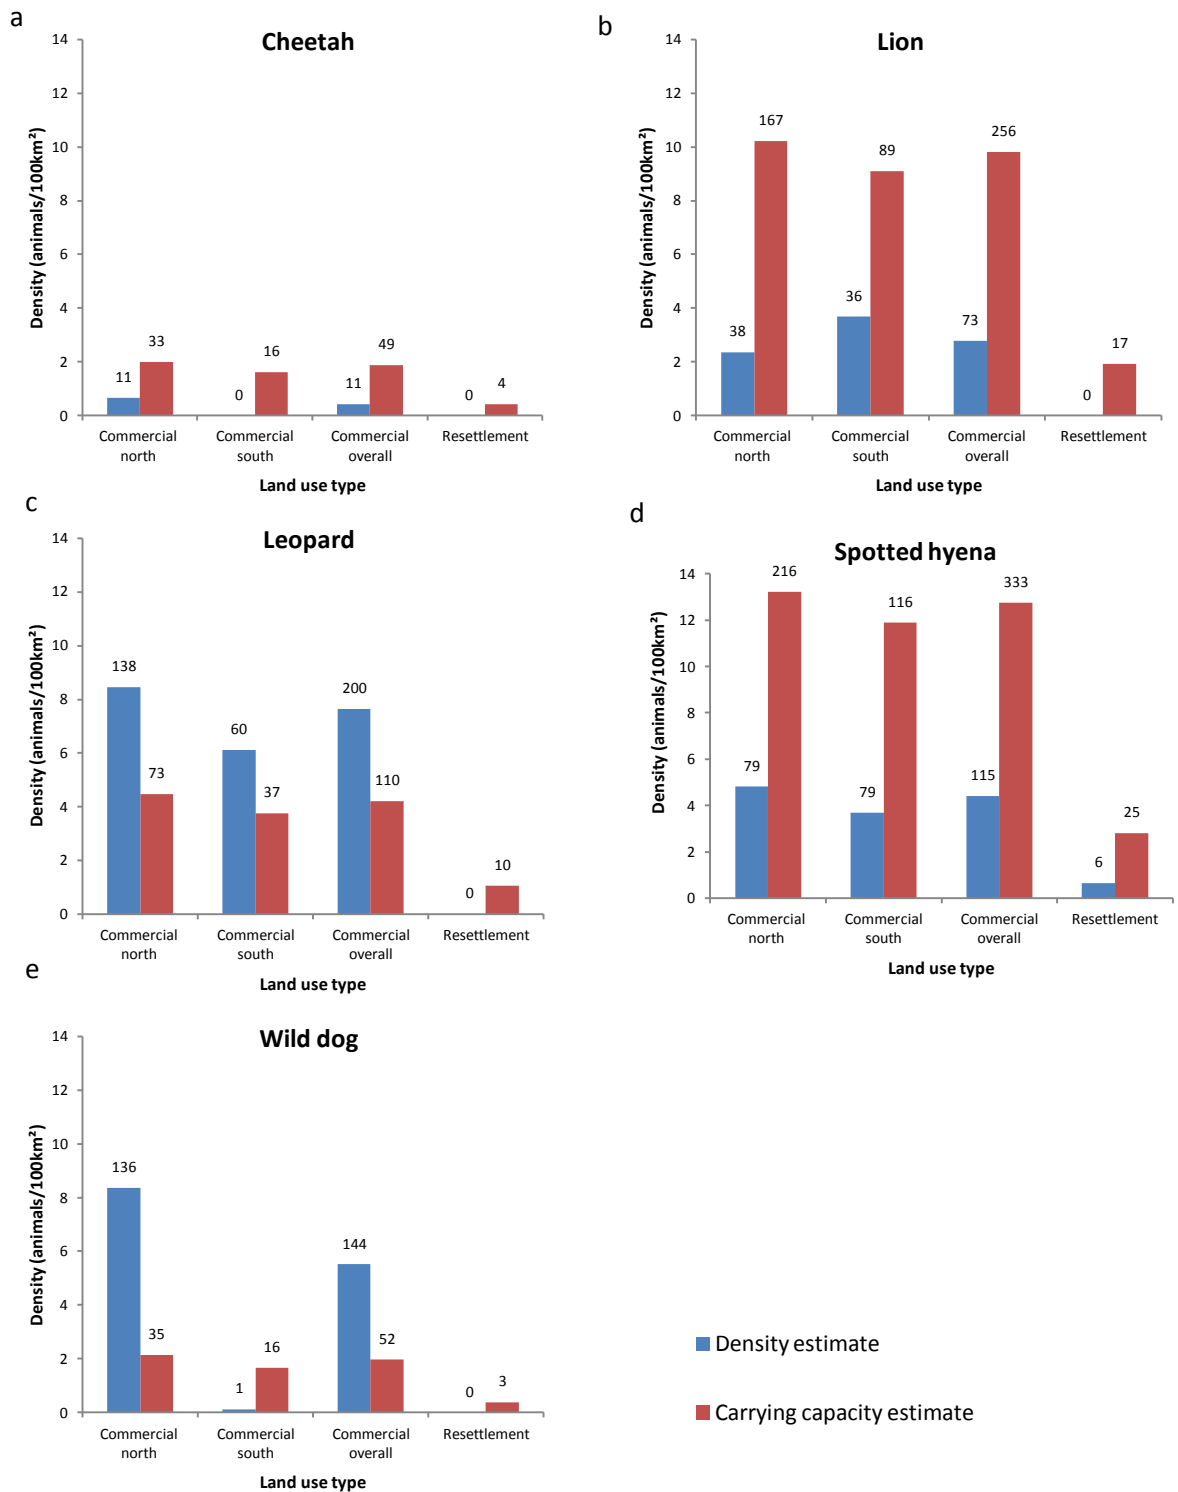 a
Cheetah
Density (animals/100km²)
14
12
10
8
6
4
2
0
11
33
0
16
11
49
0
4
Commercial north
Commercial south
Commercial overall
Resettlement
Land use type
b
Lion
Density (animals/100km²)
14
12
10
8
6
4
2
0
38
167
36
89
73
256
0
17
Commercial north
Commercial south
Commercial overall
Resettlement
Land use type
c
Leopard
Density (animals/100km²)
14
12
10
8
6
4
2
0
138
73
60
37
200
110
0
10
Commercial north
Commercial south
Commercial overall
Resettlement
Land use type
d
Spotted hyena
Density (animals/100km²)
14
12
10
8
6
4
2
0
79
216
79
116
115
333
6
25
Commercial north
Commercial south
Commercial overall
Resettlement
Land use type
e
Wild dog
Density (animals/100km²)
14
12
10
8
6
4
2
0
136
35
1
16
144
52
0
3
Commercial north
Commercial south
Commercial overall
Resettlement
Land use type
Density estimate
Carrying capacity estimate